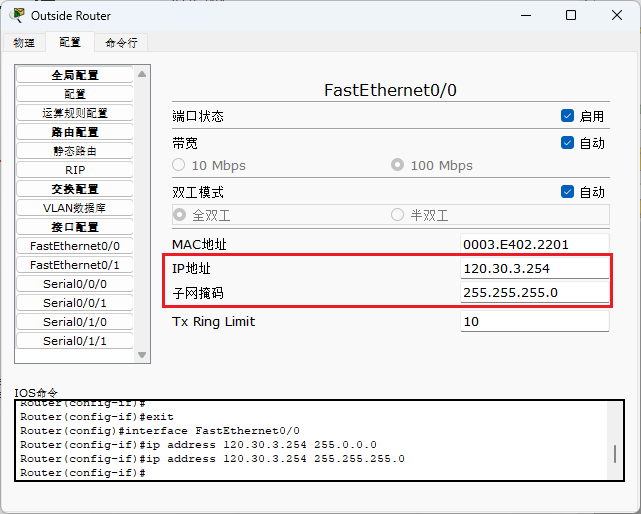 Outside Router
物理
配置
命令行
全局配置
配置
运算规则配置
路由配置
静态路由
RIP
交换配置
VLAN数据库
接口配置
FastEthernet0/0
FastEthernet0/1
Serial0/0/0
Serial0/0/1
Serial0/1/0
Serial0/1/1
FastEthernet0/0
端口状态 启用
带宽 自动
10 Mbps 100 Mbps
双工模式 自动
全双工 半双工
MAC地址 0003.E402.2201
IP地址 120.30.3.254
子网掩码 255.255.255.0
Tx Ring Limit 10
IOS命令
Router(config-if)#
Router(config-if)#exit
Router(config)#interface FastEthernet0/0
Router(config-if)#ip address 120.30.3.254 255.0.0.0
Router(config-if)#ip address 120.30.3.254 255.255.255.0
Router(config-if)#